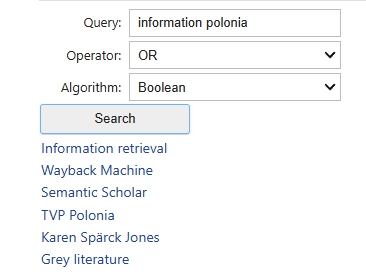 Query: information polonia
Operator: OR
Algorithm: Boolean
Search
Information retrieval
Wayback Machine
Semantic Scholar
TVP Polonia
Karen Spärck Jones
Grey literature